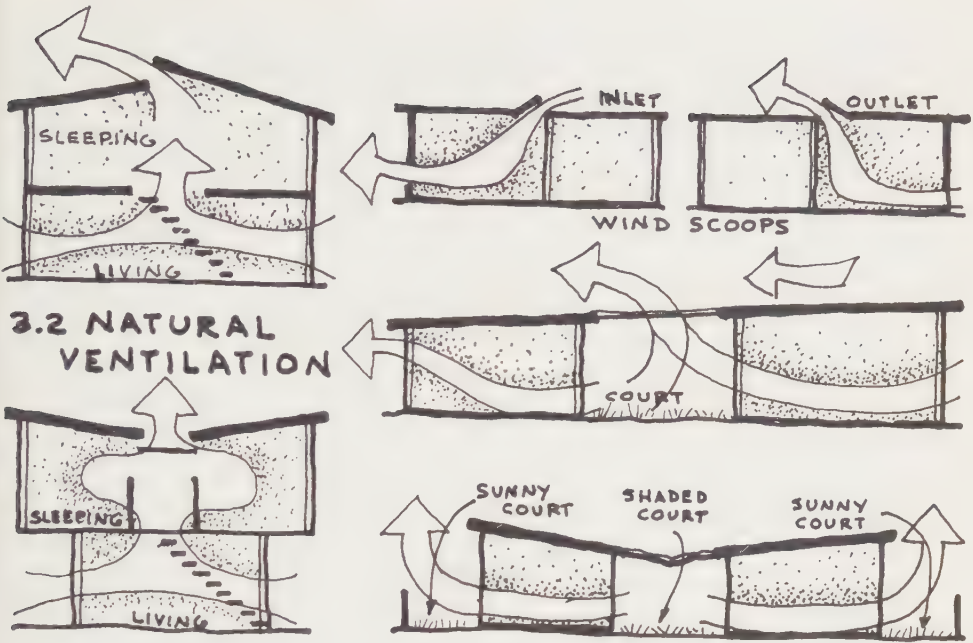 SLEEPING
LIVING
INLET
OUTLET
WIND SCOOPS
3.2 NATURAL
VENTILATION
COURT
SLEEPING
LIVING
SUNNY
COURT
SHADED
COURT
SUNNY
COURT